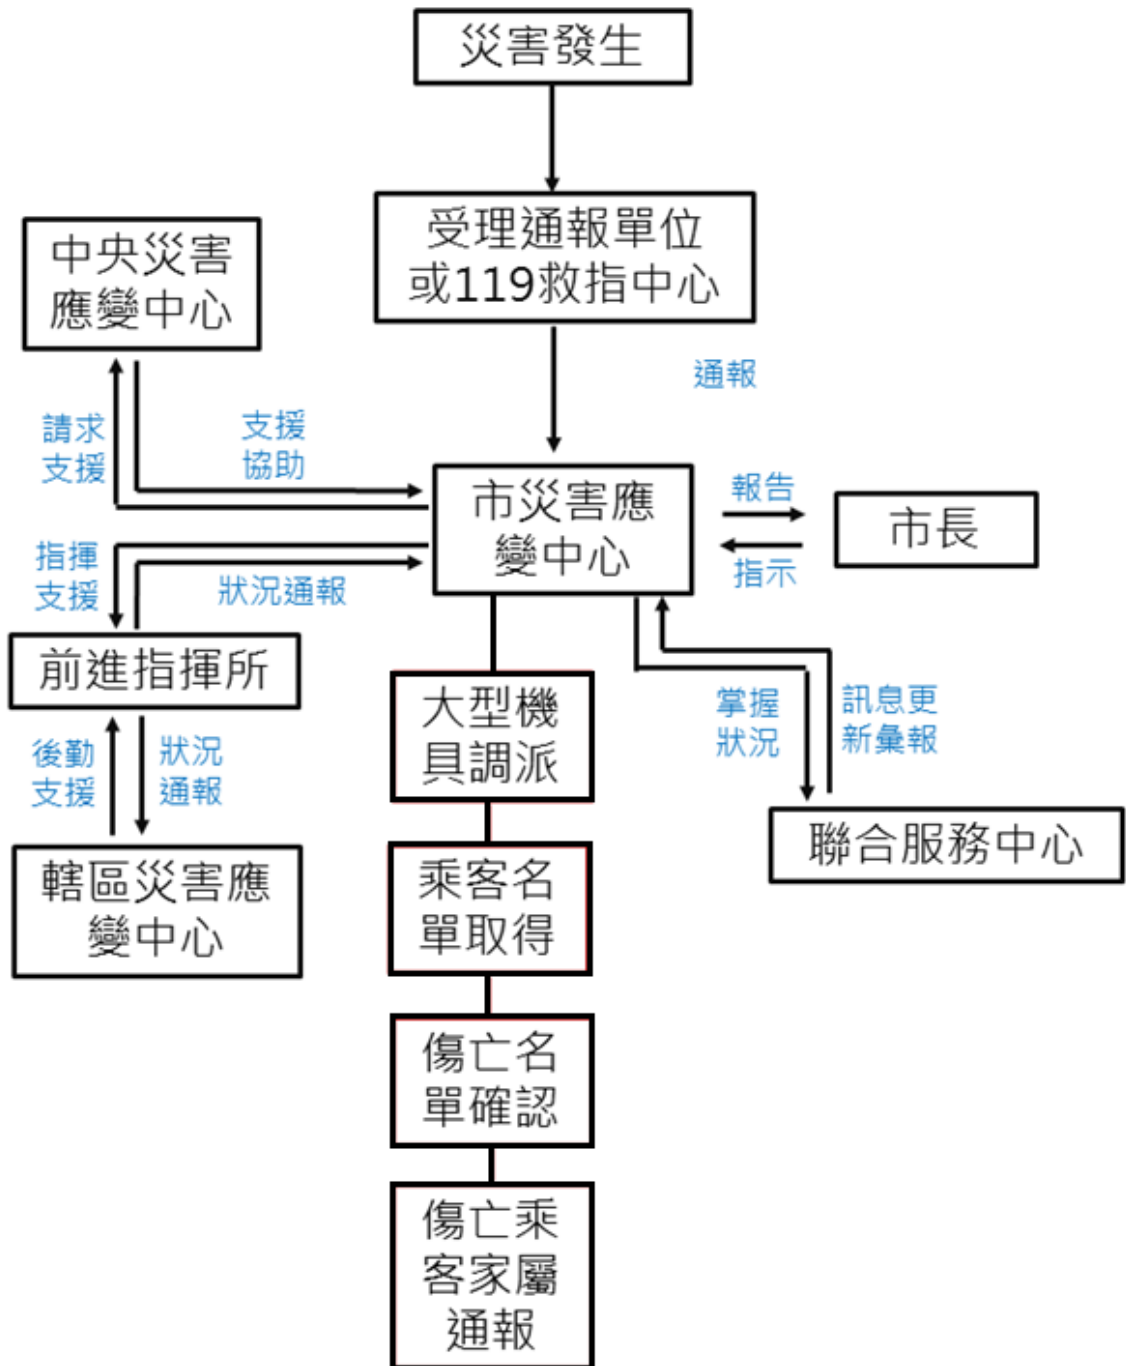 災害發生
受理通報單位
或119救指中心
中央災害
應變中心
通報
請求
支援
支援
協助
市災害應
變中心
報告
市長
指示
指揮
支援
狀況通報
前進指揮所
大型機
具調派
掌握
狀況
訊息更
新彙報
後勤
支援
狀況
通報
聯合服務中心
轄區災害應
變中心
乘客名
單取得
傷亡名
單確認
傷亡乘
客家屬
通報